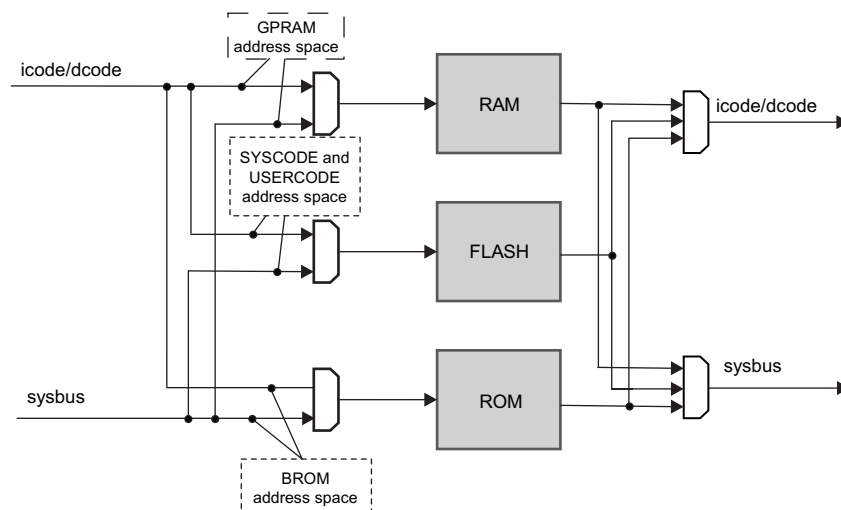 GPRAM
address space
icode/dcode
RAM
icode/dcode
SYSCODE and
USERCODE
address space
FLASH
sysbus
ROM
sysbus
BROM
address space